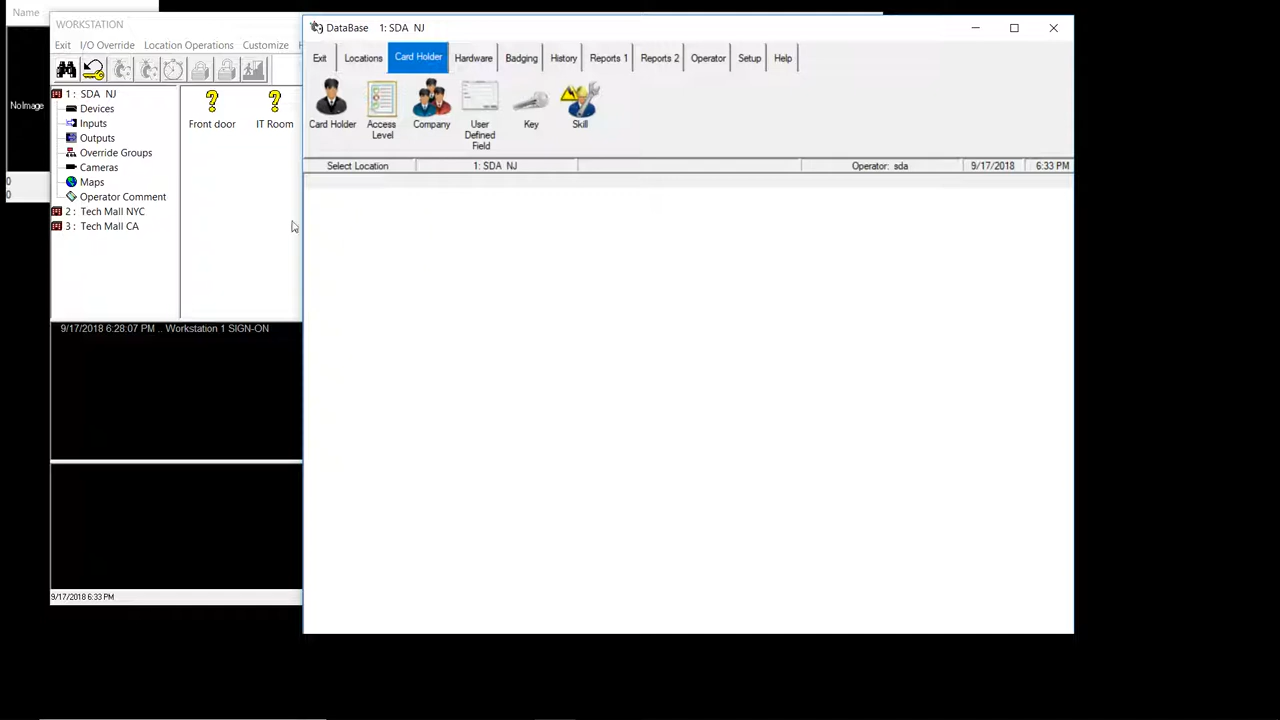 Name
NoImage
0
0
WORKSTATION
Exit I/O Override Location Operations Customize
1 : SDA NJ
Devices
Inputs
Outputs
Override Groups
Cameras
Maps
Operator Comment
2 : Tech Mall NYC
3 : Tech Mall CA
Front door IT Room
9/17/2018 6:28:07 PM .. Workstation 1 SIGN-ON
9/17/2018 6:33 PM
DataBase 1: SDA NJ
Exit Locations Card Holder Hardware Badging History Reports 1 Reports 2 Operator Setup Help
Card Holder
Access
Level
Company
User
Defined
Field
Key
Skill
Select Location 1: SDA NJ Operator: sda 9/17/2018 6:33 PM